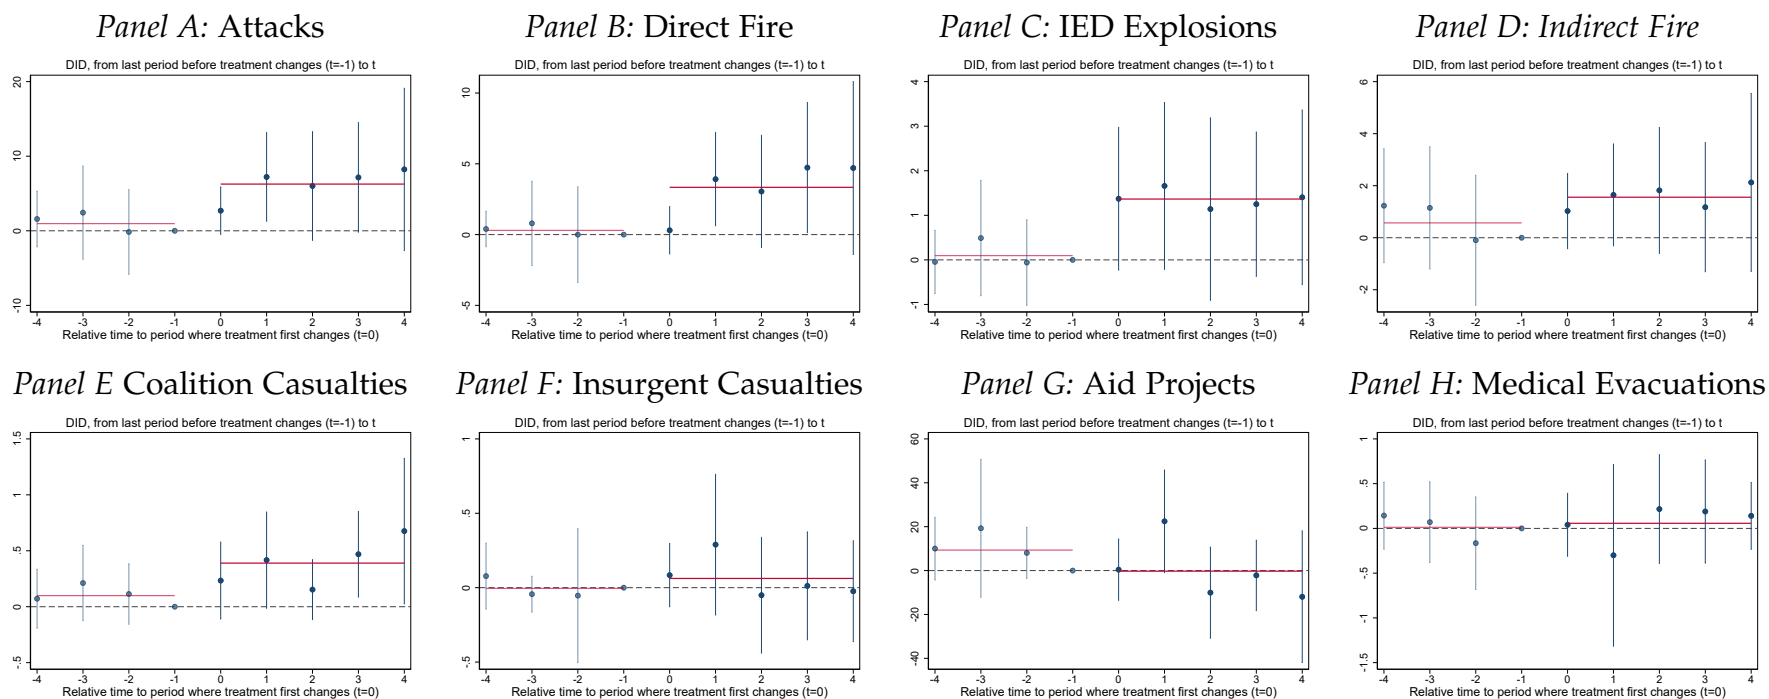 Panel A: Attacks
DID, from last period before treatment changes (t=-1) to t
20
10
0
-10
-4 -3 -2 -1 0 1 2 3 4
Relative time to period where treatment first changes (t=0)
Panel B: Direct Fire
DID, from last period before treatment changes (t=-1) to t
10
5
0
-5
-4 -3 -2 -1 0 1 2 3 4
Relative time to period where treatment first changes (t=0)
Panel C: IED Explosions
DID, from last period before treatment changes (t=-1) to t
4
3
2
1
0
-1
-4 -3 -2 -1 0 1 2 3 4
Relative time to period where treatment first changes (t=0)
Panel D: Indirect Fire
DID, from last period before treatment changes (t=-1) to t
6
4
2
0
-2
-4 -3 -2 -1 0 1 2 3 4
Relative time to period where treatment first changes (t=0)
Panel E Coalition Casualties
DID, from last period before treatment changes (t=-1) to t
1.5
1
.5
0
-.5
-4 -3 -2 -1 0 1 2 3 4
Relative time to period where treatment first changes (t=0)
Panel F: Insurgent Casualties
DID, from last period before treatment changes (t=-1) to t
1
.5
0
-.5
-4 -3 -2 -1 0 1 2 3 4
Relative time to period where treatment first changes (t=0)
Panel G: Aid Projects
DID, from last period before treatment changes (t=-1) to t
60
40
20
0
-20
-40
-4 -3 -2 -1 0 1 2 3 4
Relative time to period where treatment first changes (t=0)
Panel H: Medical Evacuations
DID, from last period before treatment changes (t=-1) to t
1
.5
0
-.5
-1
-1.5
-4 -3 -2 -1 0 1 2 3 4
Relative time to period where treatment first changes (t=0)